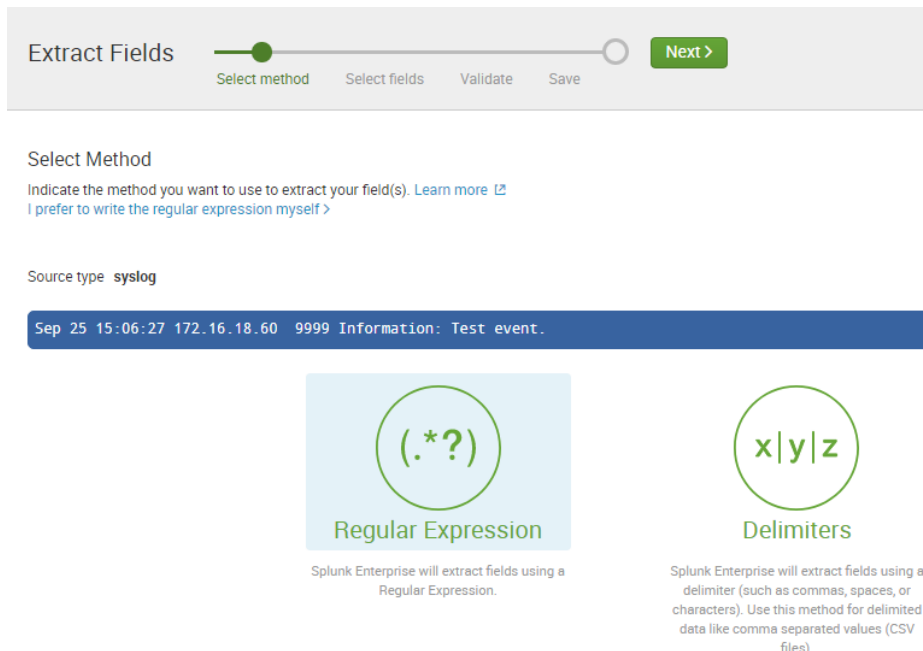 Extract Fields
Next >
Select method
Select fields
Validate
Save
Select Method
Indicate the method you want to use to extract your field(s). Learn more
I prefer to write the regular expression myself >
Source type syslog
Sep 25 15:06:27 172.16.18.60  9999 Information: Test event.
(.*?)
x|y|z
Regular Expression
Delimiters
Splunk Enterprise will extract fields using a
Regular Expression.
Splunk Enterprise will extract fields using a
delimiter (such as commas, spaces, or
characters). Use this method for delimited
data like comma separated values (CSV
files)